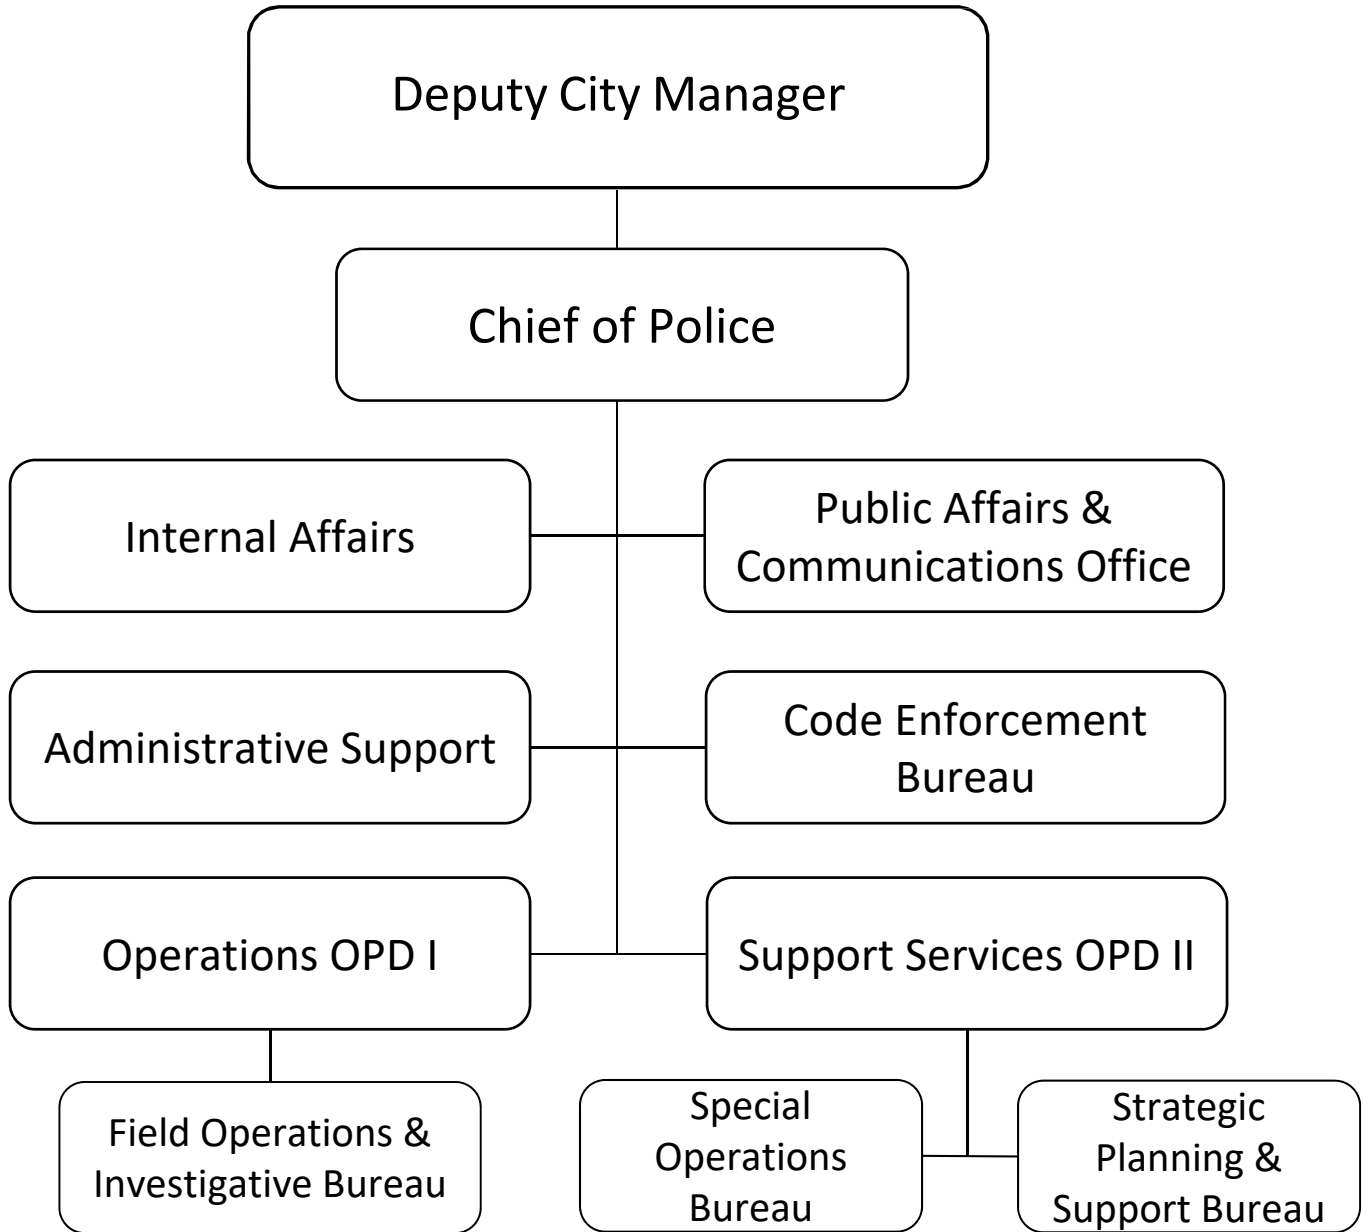 Deputy City Manager
Chief of Police
Internal Affairs
Public Affairs &
Communications Office
Administrative Support
Code Enforcement
Bureau
Operations OPD I
Support Services OPD II
Field Operations &
Investigative Bureau
Special
Operations
Bureau
Strategic
Planning &
Support Bureau